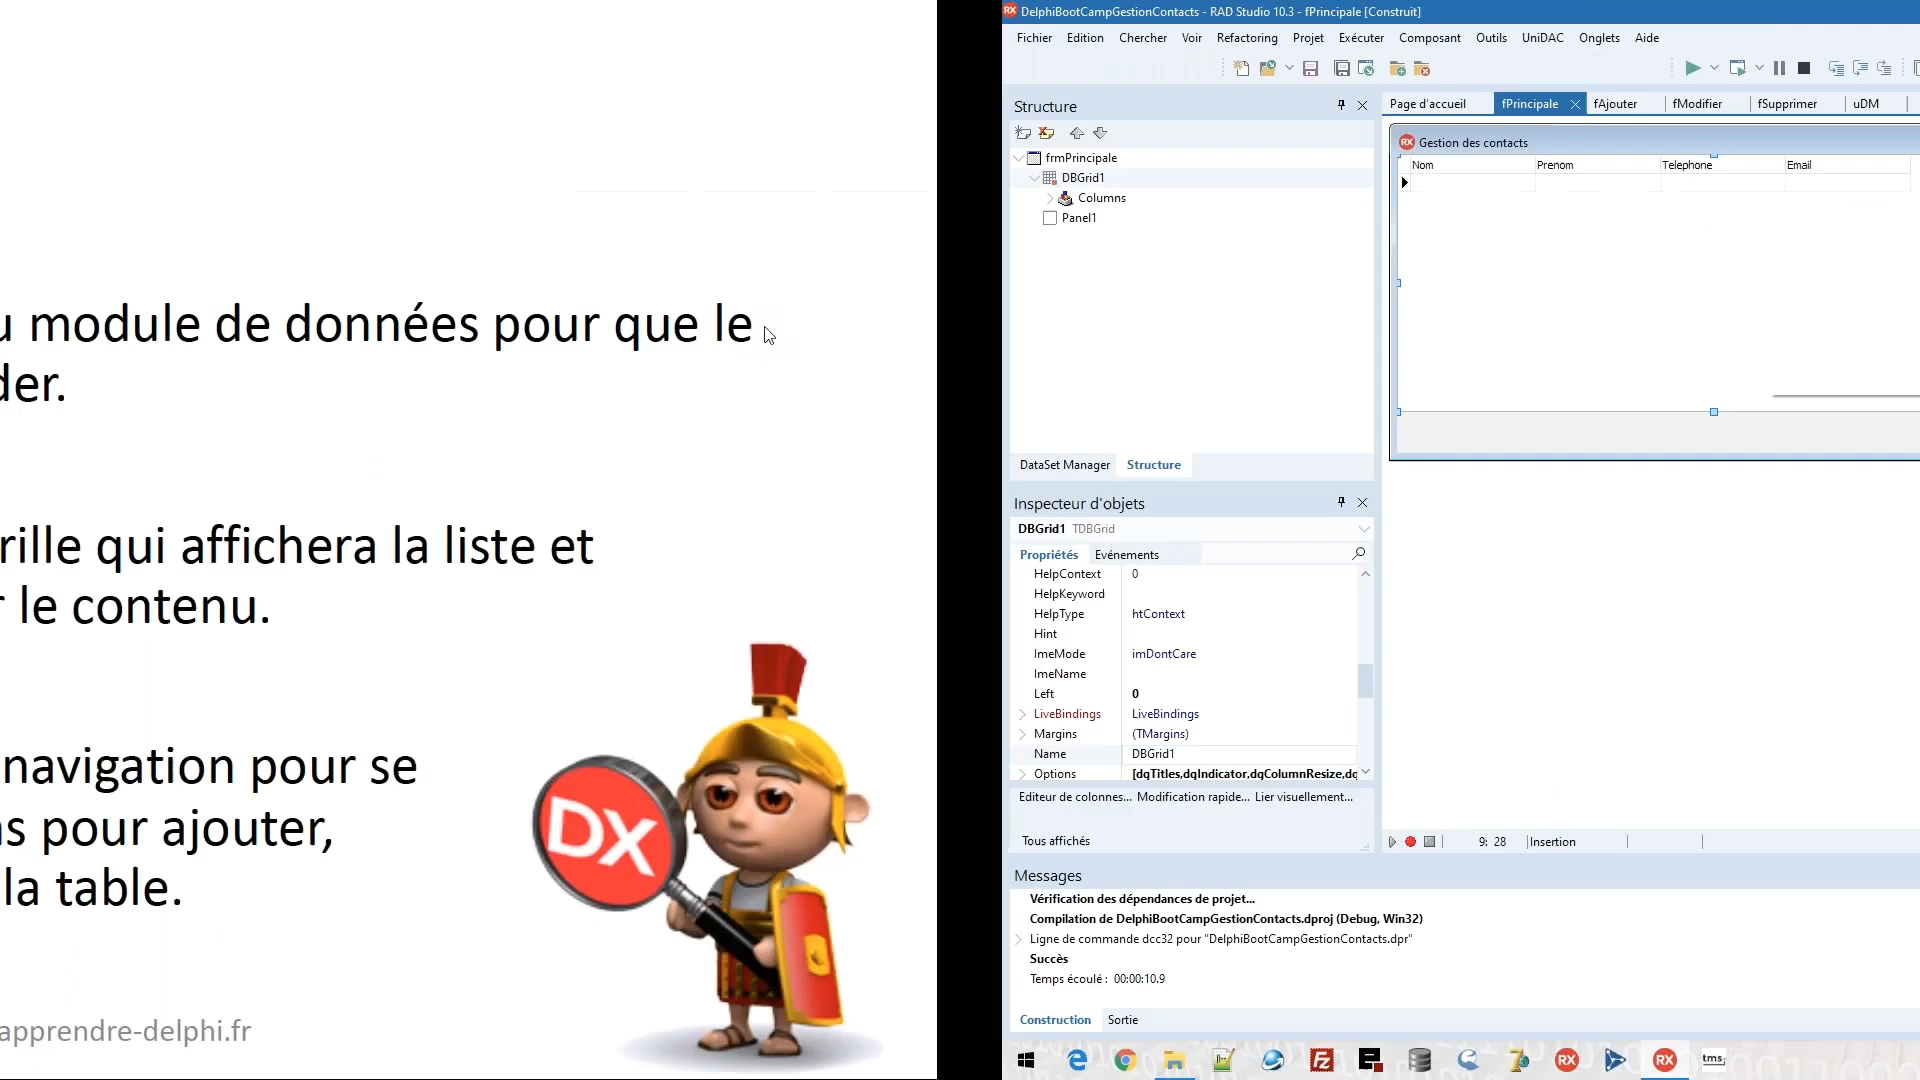 u module de données pour que le
der.
rille qui affichera la liste et
r le contenu.
navigation pour se
ns pour ajouter,
la table.
DX
apprendre-delphi.fr
RX DelphiBootCampGestionContacts - RAD Studio 10.3 - fPrincipale [Construit]
Fichier Edition Chercher Voir Refactoring Projet Exécuter Composant Outils UniDAC Onglets Aide
Structure
frmPrincipale
DBGrid1
Columns
Panel1
DataSet Manager Structure
Inspecteur d'objets
DBGrid1 TDBGrid
Propriétés Evénements
HelpContext 0
HelpKeyword
HelpType htContext
Hint
ImeMode imDontCare
ImeName
Left 0
LiveBindings LiveBindings
Margins (TMargins)
Name DBGrid1
Options [dgTitles,dgIndicator,dgColumnResize,dg
Editeur de colonnes... Modification rapide... Lier visuellement...
Tous affichés
Page d'accueil fPrincipale fAjouter fModifier fSupprimer uDM
RX Gestion des contacts
Nom Prenom Telephone Email
9: 28 Insertion
Messages
Vérification des dépendances de projet...
Compilation de DelphiBootCampGestionContacts.dproj (Debug, Win32)
Ligne de commande dcc32 pour "DelphiBootCampGestionContacts.dpr"
Succès
Temps écoulé : 00:00:10.9
Construction Sortie
RX RX tms